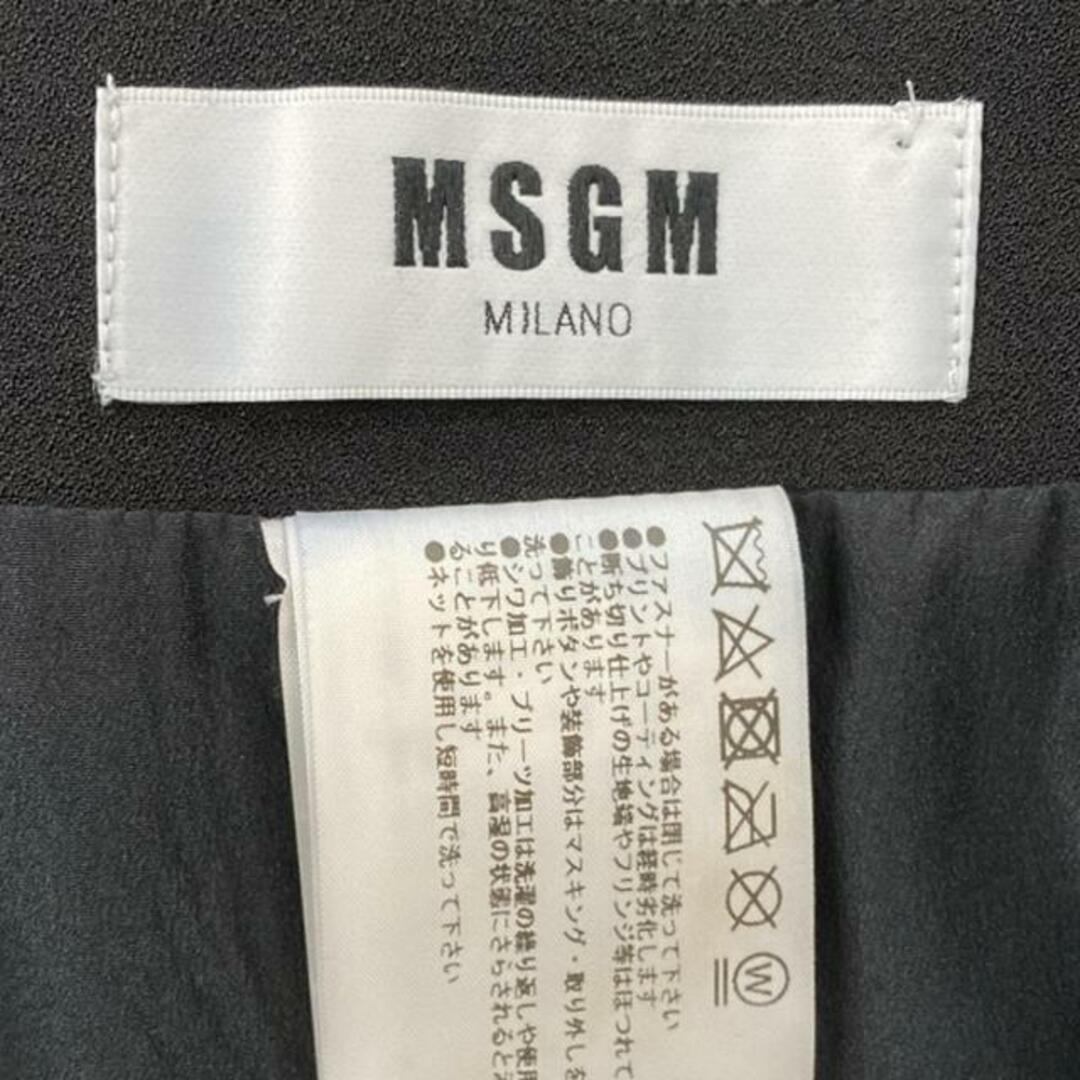 MSGM
MILANO
●ファスナーがある場合は閉じて洗って下さい
●プリントやコーティングは経時劣化します
●断ち切り仕上げの生地端やフリンジ等はほつれて
ことがあります
●飾りボタンや装飾部分はマスキング・取り外しを
洗って下さい
●シワ加工・プリーツ加工は洗濯の繰り返しや使用
り低下します。また、高湿の状態にさらされると
ることがあります
●ネットを使用し短時間で洗って下さい
W